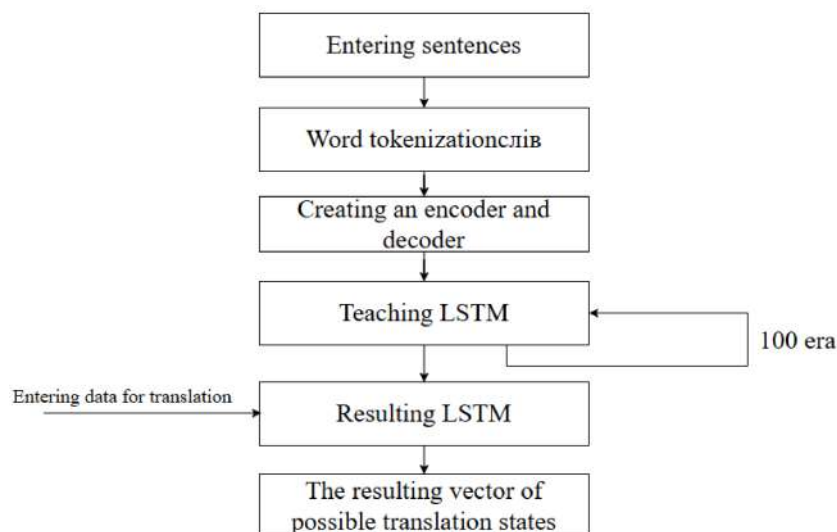 Entering sentences
Word tokenizationслів
Creating an encoder and
decoder
Teaching LSTM
100 era
Entering data for translation
Resulting LSTM
The resulting vector of
possible translation states